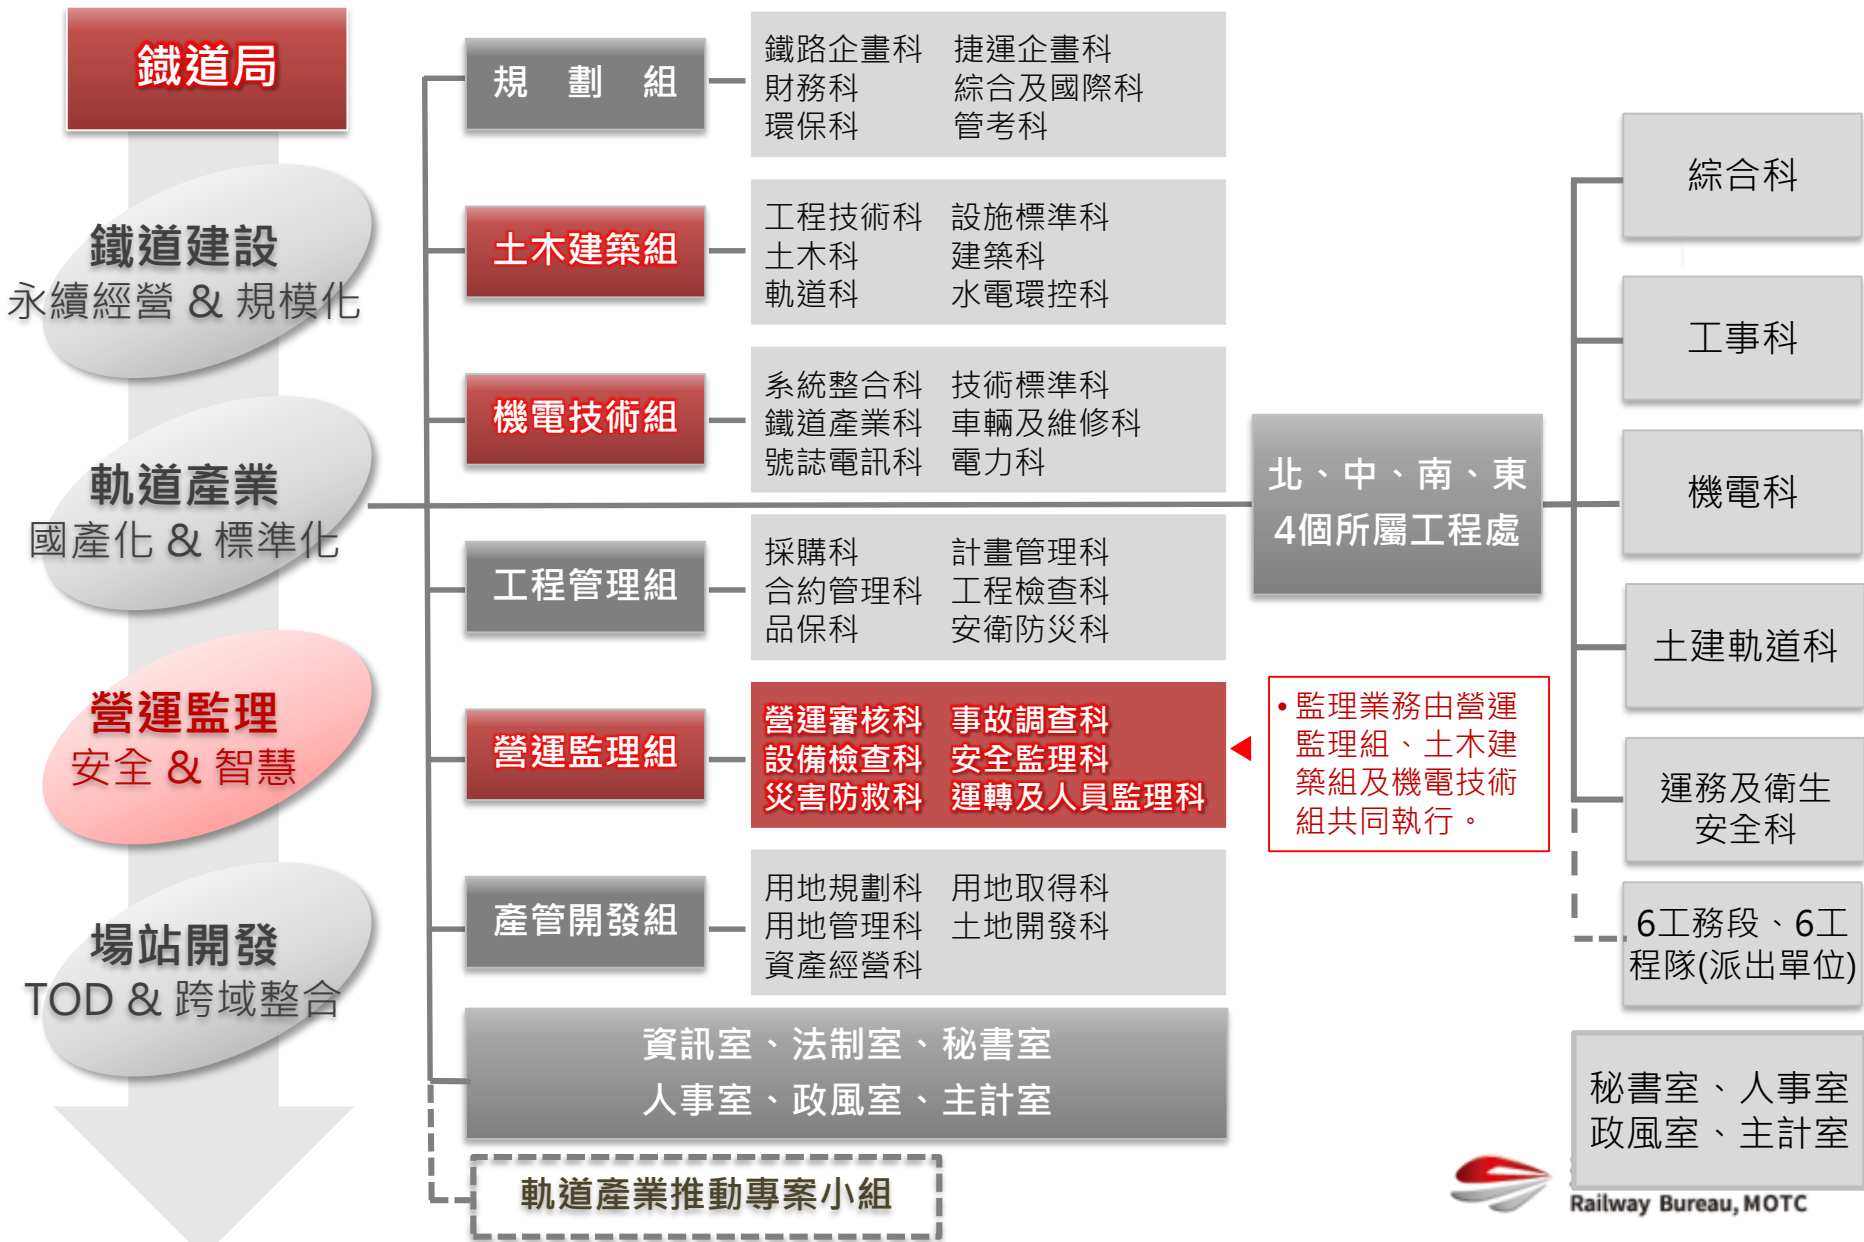 鐵道局
鐵道建設
永續經營 & 規模化
軌道產業
國產化 & 標準化
營運監理
安全 & 智慧
場站開發
TOD & 跨域整合
規 劃 組
鐵路企畫科 捷運企畫科
財務科 綜合及國際科
環保科 管考科
土木建築組
工程技術科 設施標準科
土木科 建築科
軌道科 水電環控科
機電技術組
系統整合科 技術標準科
鐵道產業科 車輛及維修科
號誌電訊科 電力科
工程管理組
採購科 計畫管理科
合約管理科 工程檢查科
品保科 安衛防災科
營運監理組
營運審核科 事故調查科
設備檢查科 安全監理科
災害防救科 運轉及人員監理科
產管開發組
用地規劃科 用地取得科
用地管理科 土地開發科
資產經營科
資訊室、法制室、秘書室
人事室、政風室、主計室
軌道產業推動專案小組
北、中、南、東
4個所屬工程處
• 監理業務由營運
監理組、土木建
築組及機電技術
組共同執行。
綜合科
工事科
機電科
土建軌道科
運務及衛生
安全科
6工務段、6工
程隊(派出單位)
秘書室、人事室
政風室、主計室
Railway Bureau, MOTC